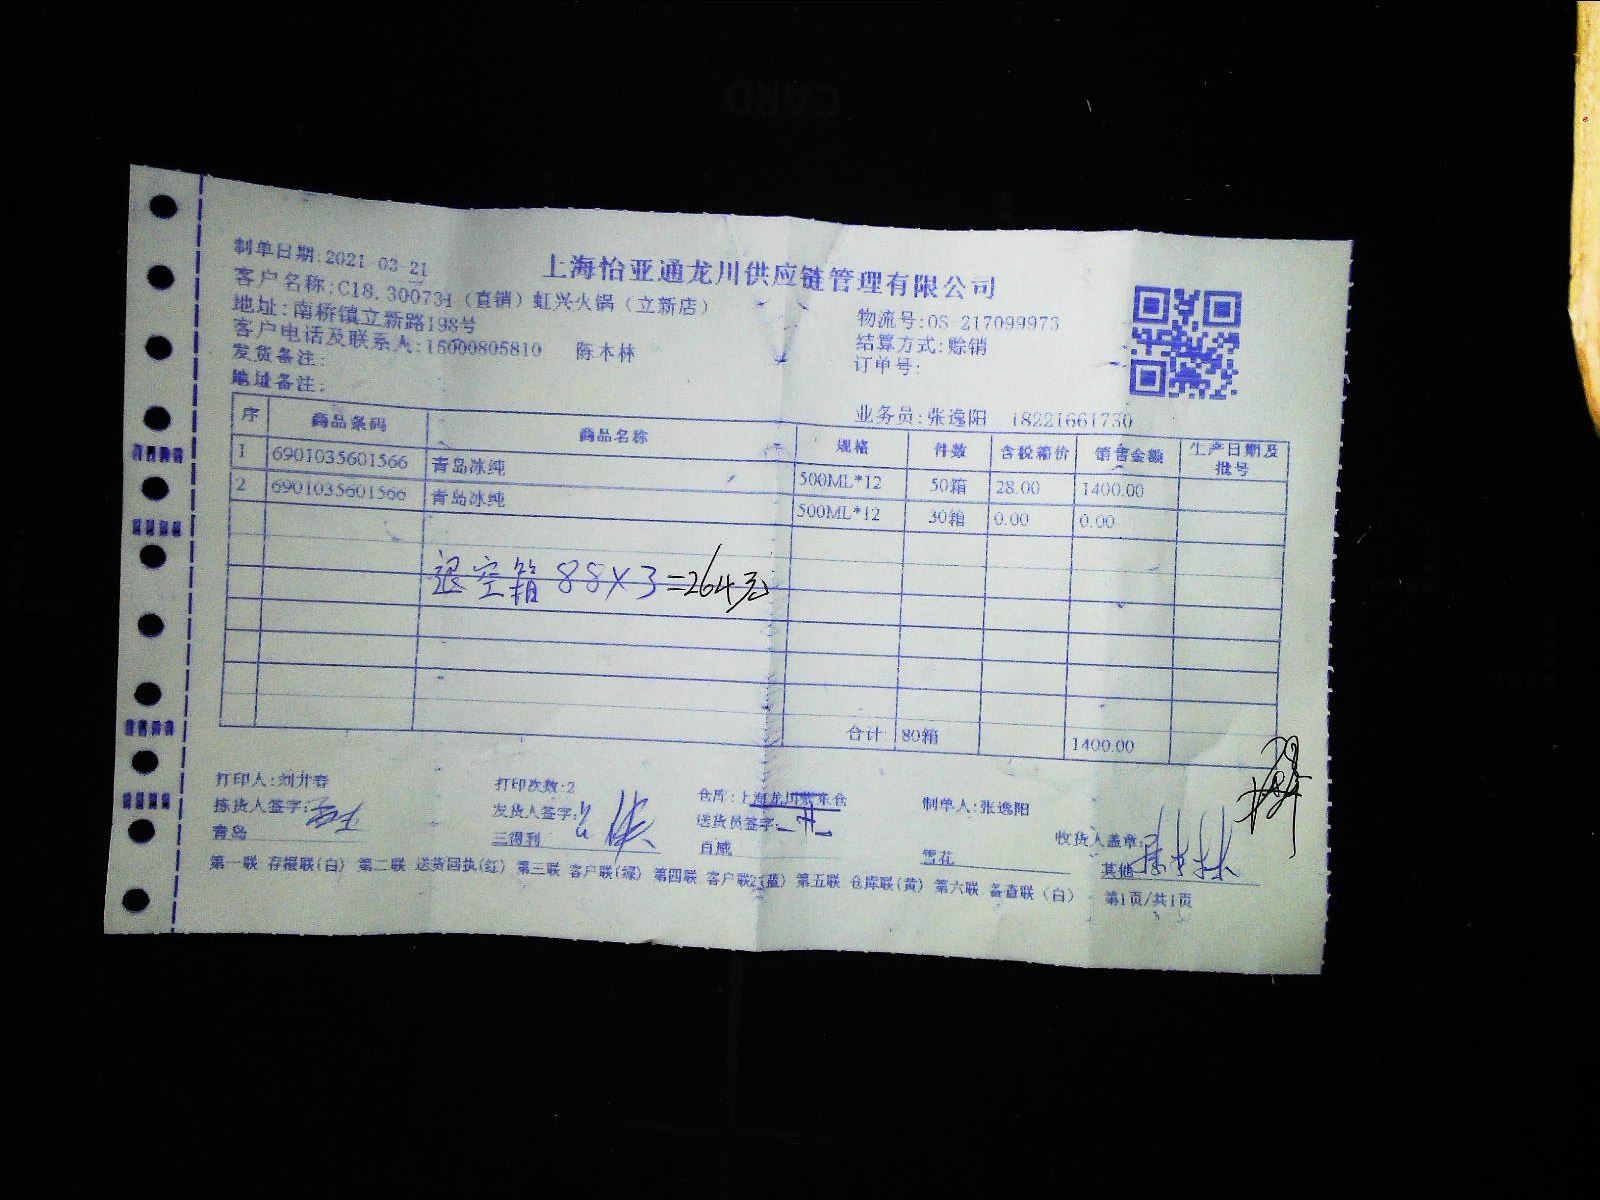 CARD
上海怡亚通龙川供应链管理有限公司
制单日期:2021-03-21
客户名称:C18.300734（直销）虹兴火锅（立新店）
物流号:OS-217099973
地址:南桥镇立新路198号
结算方式:赊销
客户电话及联系人:15000805810 陈本林
订单号:
发货备注:
地址备注:
业务员:张逸阳 18221661750
序 商品条码 商品名称 规格 件数 含税箱价 销售金额 生产日期及批号
1 6901035601566 青岛冰纯 500ML*12 50箱 28.00 1400.00
2 6901035601566 青岛冰纯 500ML*12 30箱 0.00 0.00
退空箱 88×3=264元
合计 80箱 1400.00
打印人:刘井春 打印次数:2 仓库:上海龙川 制单人:张逸阳
拣货人签字: 发货人签字: 送货员签字: 收货人盖章:
青岛 三得利 百威 雪花 其他
第一联 存根联(白) 第二联 送货回执(红) 第三联 客户联(绿) 第四联 客户联2(蓝) 第五联 仓库联(黄) 第六联 备查联（白） 第1页/共1页